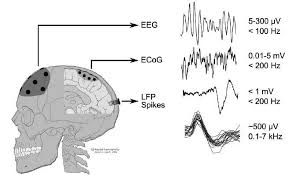 EEG
5-300 µV
< 100 Hz
ECoG
0.01-5 mV
< 200 Hz
LFP
Spikes
< 1 mV
< 200 Hz
~500 µV
0.1-7 kHz